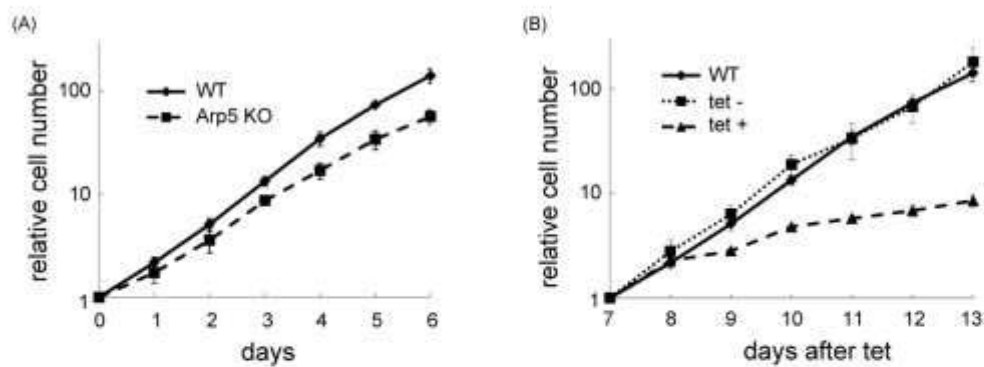 (A)
relative cell number
100
10
1
WT
Arp5 KO
0 1 2 3 4 5 6
days
(B)
relative cell number
100
10
1
WT
tet -
tet +
7 8 9 10 11 12 13
days after tet